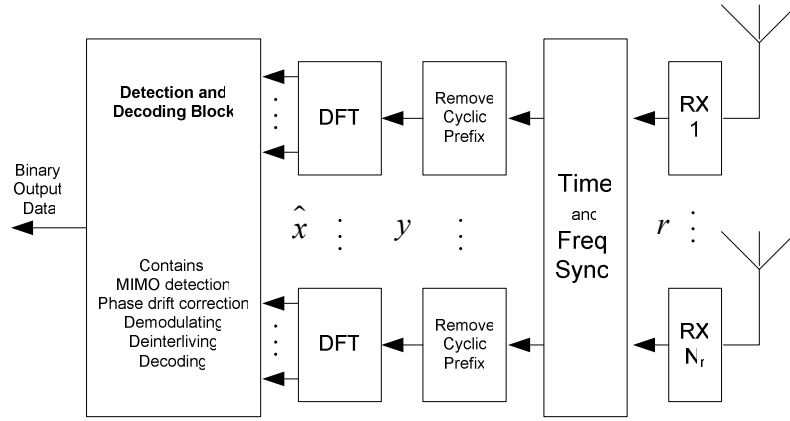 Detection and
Decoding Block
Contains
MIMO detection
Phase drift correction
Demodulating
Deinterliving
Decoding
Binary
Output
Data
DFT
Remove
Cyclic
Prefix
Time
and
Freq
Sync
RX
1
x̂
y
r
DFT
Remove
Cyclic
Prefix
RX
Nᵣ